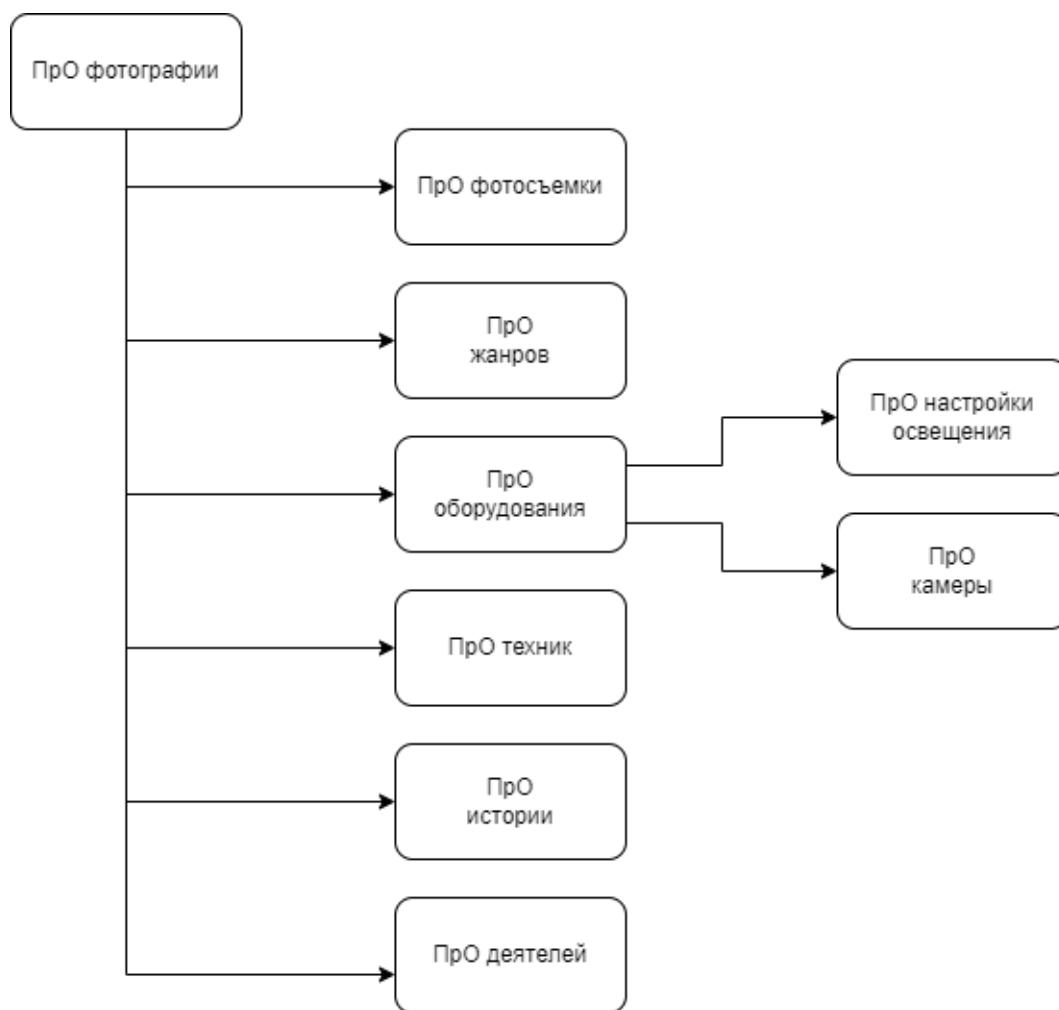 ПрО фотографии
ПрО фотосъемки
ПрО
жанров
ПрО настройки
освещения
ПрО
оборудования
ПрО
камеры
ПрО техник
ПрО
истории
ПрО деятелей